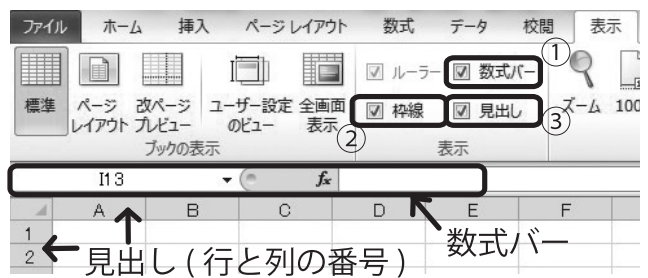 ファイル ホーム 挿入 ページ レイアウト 数式 データ 校閲 表示
① ルーラー 数式バー
標準 ページ レイアウト 改ページ プレビュー ユーザー設定 のビュー 全画面 表示
② 枠線 見出し ③ ズーム 100
ブックの表示 表示
I13 fx
A B C D E F
1
2
見出し ( 行と列の番号 ) 数式バー